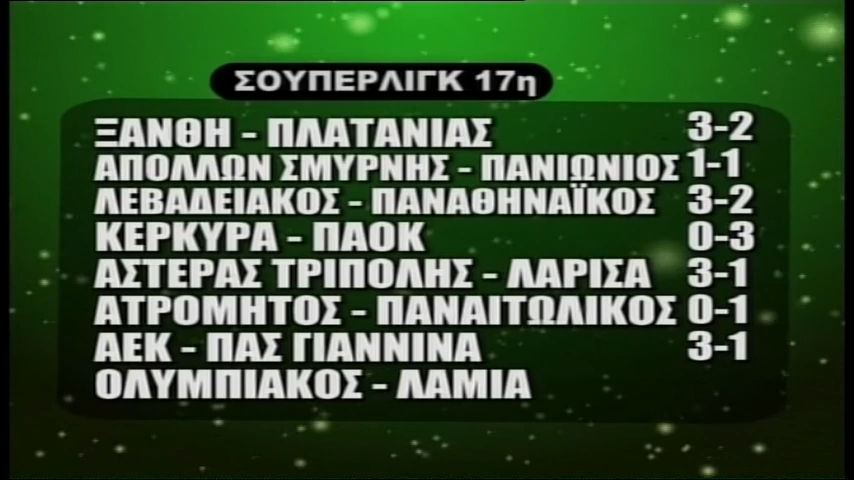 ΣΟΥΠΕΡΛΙΓΚ 17η
ΞΑΝΘΗ - ΠΛΑΤΑΝΙΑΣ 3-2
ΑΠΟΛΛΩΝ ΣΜΥΡΝΗΣ - ΠΑΝΙΩΝΙΟΣ 1-1
ΛΕΒΑΔΕΙΑΚΟΣ - ΠΑΝΑΘΗΝΑΪΚΟΣ 3-2
ΚΕΡΚΥΡΑ - ΠΑΟΚ 0-3
ΑΣΤΕΡΑΣ ΤΡΙΠΟΛΗΣ - ΛΑΡΙΣΑ 3-1
ΑΤΡΟΜΗΤΟΣ - ΠΑΝΑΙΤΩΛΙΚΟΣ 0-1
ΑΕΚ - ΠΑΣ ΓΙΑΝΝΙΝΑ 3-1
ΟΛΥΜΠΙΑΚΟΣ - ΛΑΜΙΑ